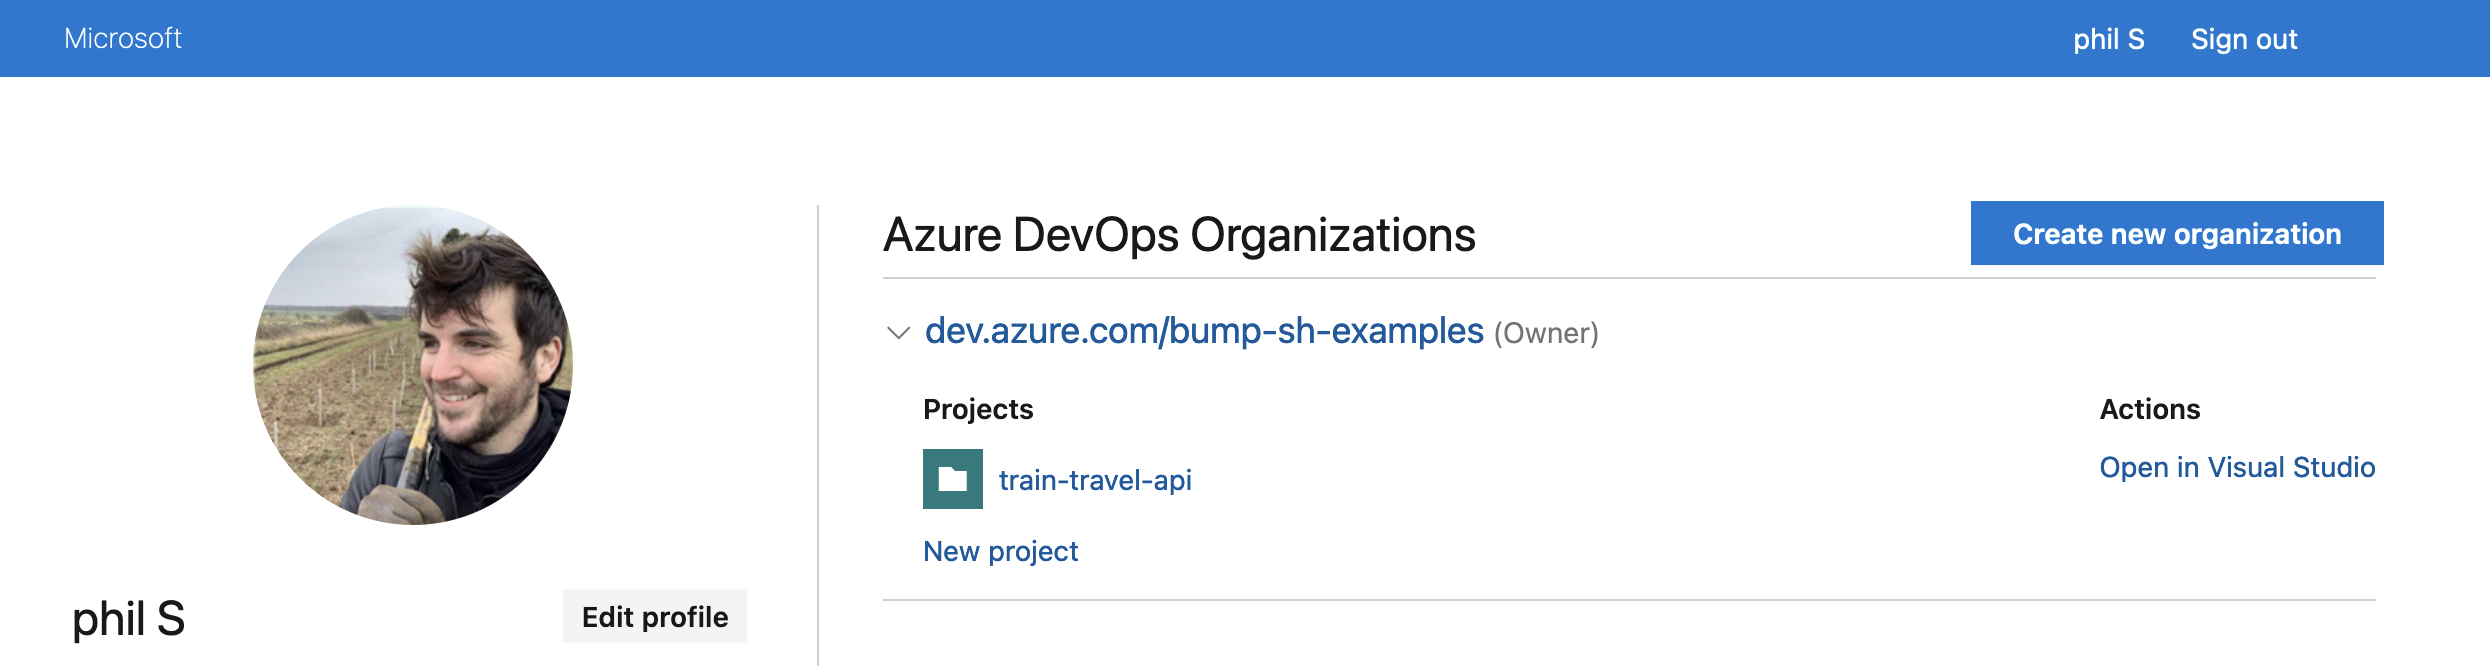 Microsoft
phil S
Sign out
Azure DevOps Organizations
Create new organization
dev.azure.com/bump-sh-examples (Owner)
Projects
Actions
train-travel-api
Open in Visual Studio
New project
phil S
Edit profile